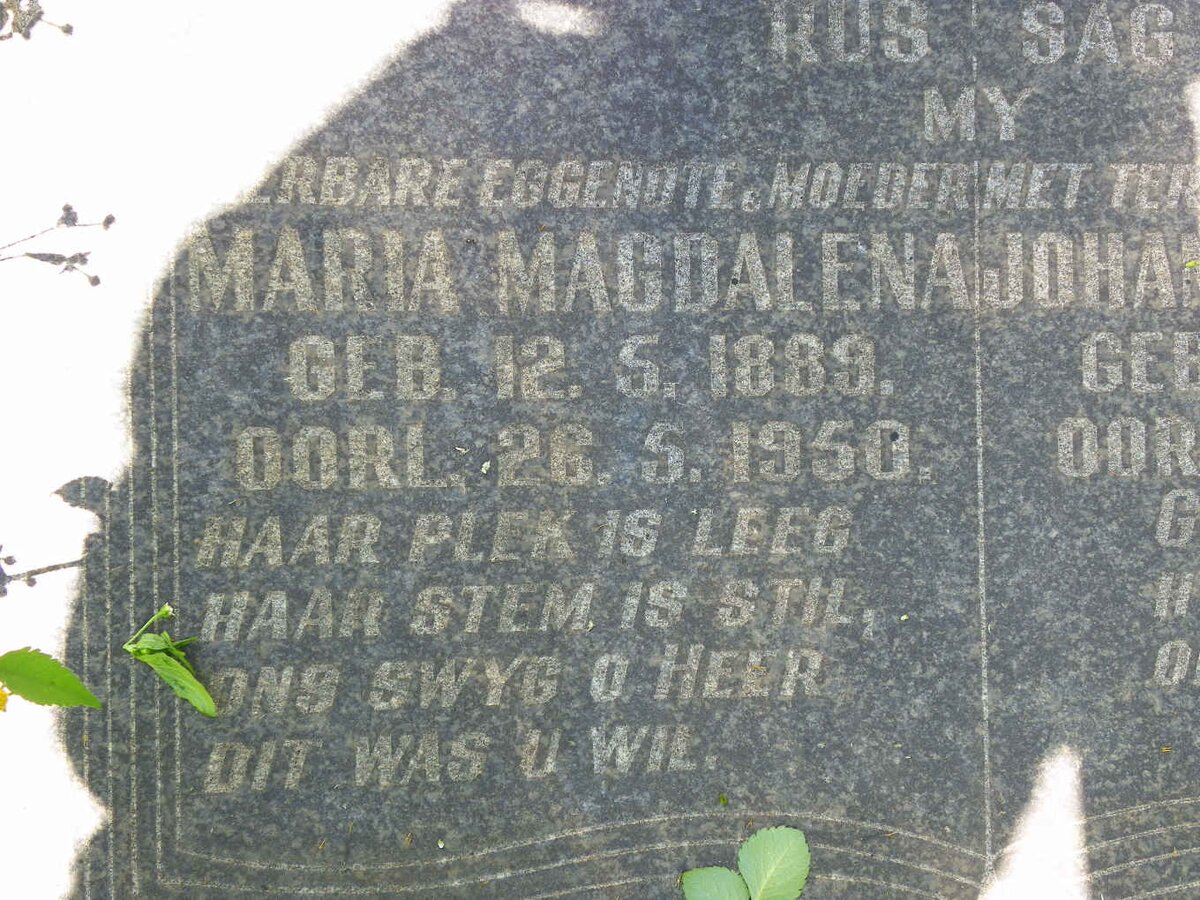 RUS SAG
MY
ERBARE EGGENOTE & MOEDER MET TER
MARIA MAGDALENA JOHAN
GEB. 12. 5. 1889. GEB
OORL. 26. 5. 1950. OOR
HAAR PLEK IS LEEG G
HAAR STEM IS STIL, H
ONS SWYG O HEER O
DIT WAS U WIL.